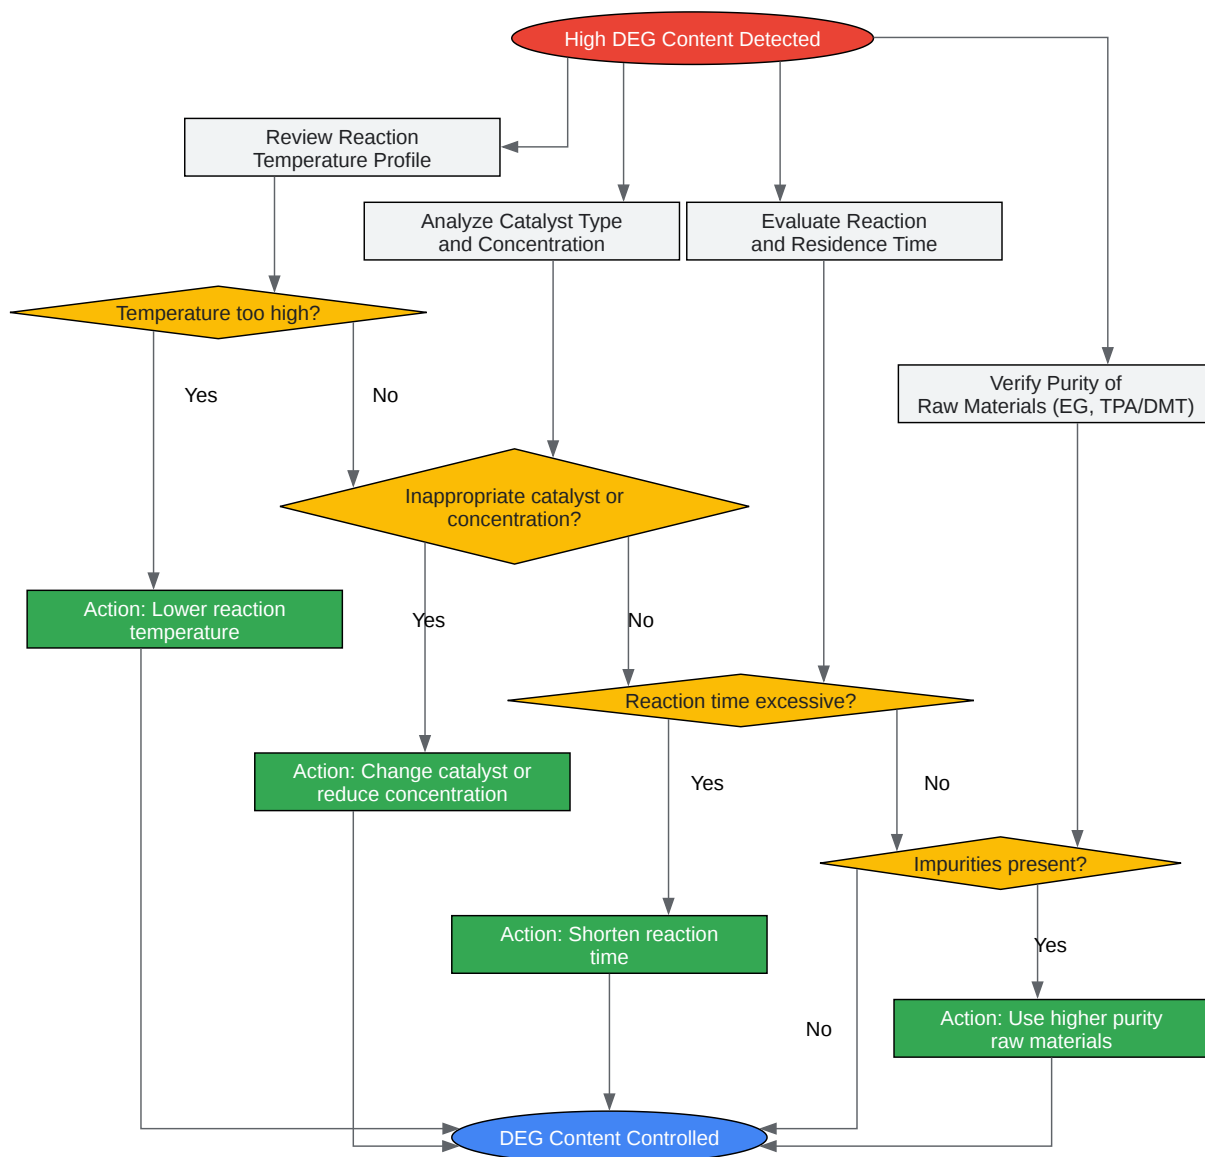 High DEG Content Detected
Review Reaction
Temperature Profile
Analyze Catalyst Type
and Concentration
Evaluate Reaction
and Residence Time
Temperature too high?
Verify Purity of
Raw Materials (EG, TPA/DMT)
Yes
No
Inappropriate catalyst or
concentration?
Action: Lower reaction
temperature
Yes
No
Reaction time excessive?
Action: Change catalyst or
reduce concentration
Yes
No
Impurities present?
Action: Shorten reaction
time
Yes
Action: Use higher purity
raw materials
No
DEG Content Controlled